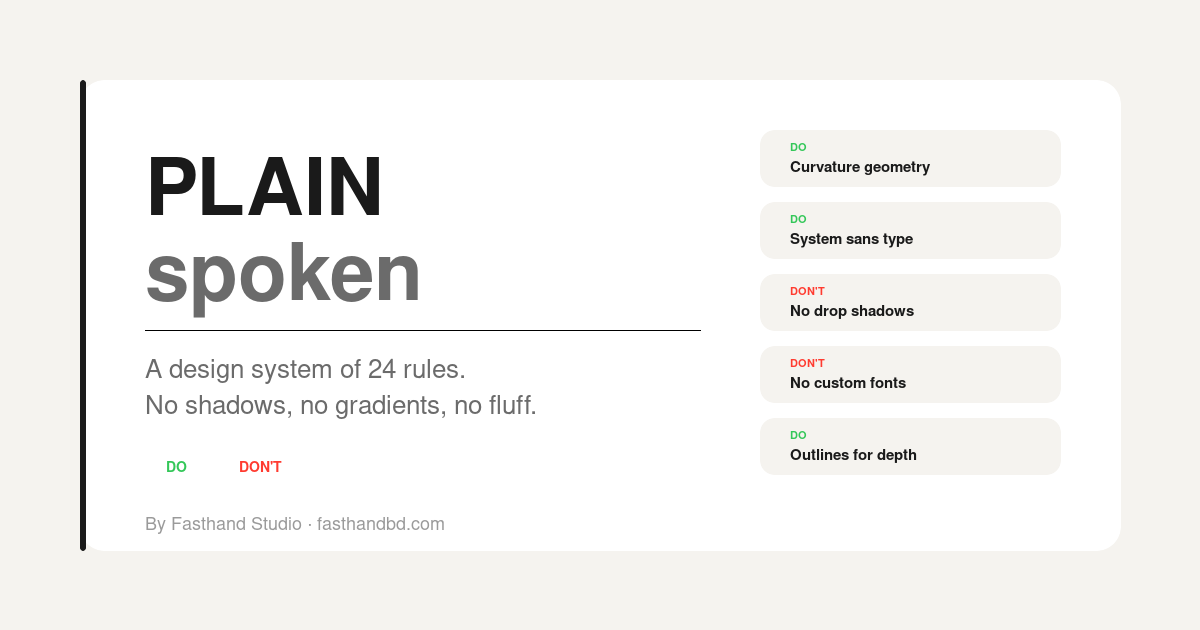 PLAIN
spoken
A design system of 24 rules.
No shadows, no gradients, no fluff.
DO DON'T
By Fasthand Studio · fasthandbd.com
DO
Curvature geometry
DO
System sans type
DON'T
No drop shadows
DON'T
No custom fonts
DO
Outlines for depth